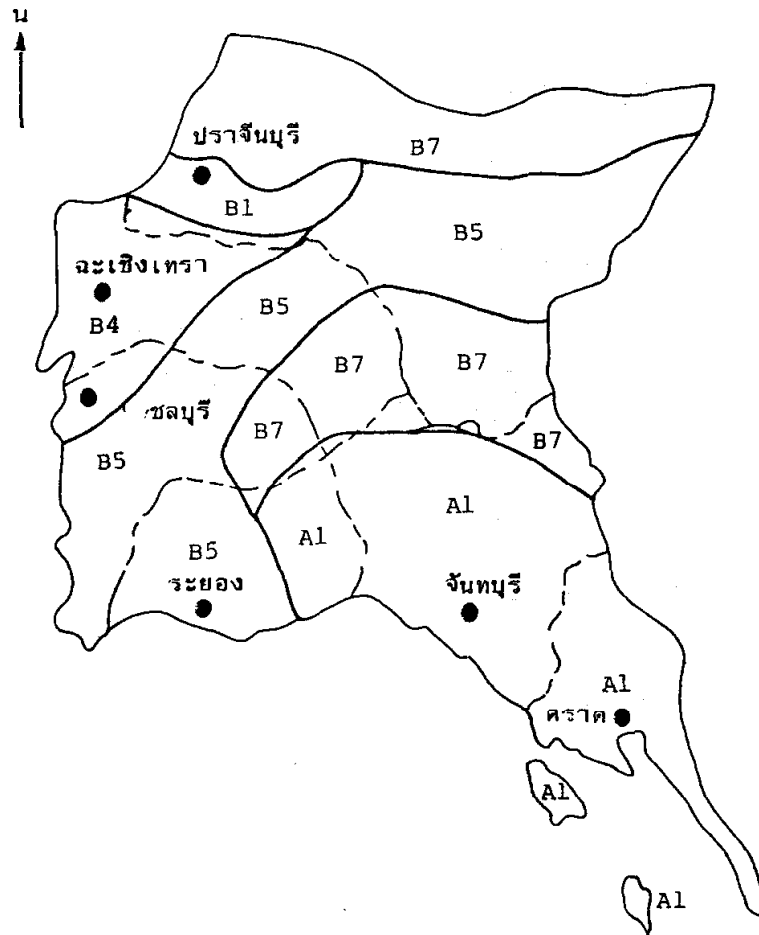 น
ปราจีนบุรี
B7
B1
B5
ฉะเชิงเทรา
B5
B4
B7
B7
ชลบุรี
B7
B7
B5
A1
A1
B5
ระยอง
จันทบุรี
A1
ตราด
A1
A1